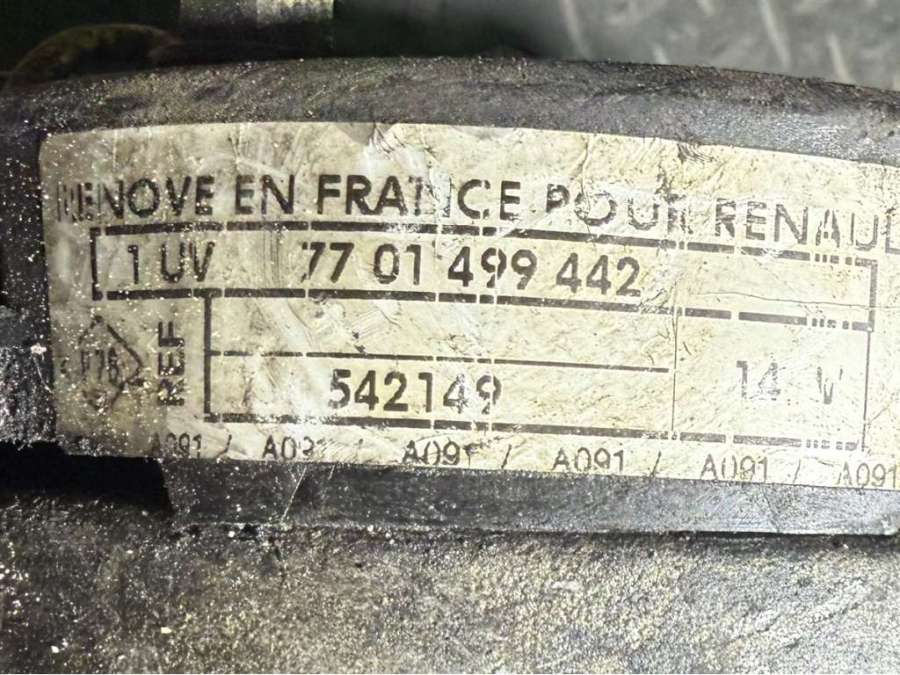 RENOVE EN FRANCE POUR RENAUL
1 UV 77 01 499 442
REF
542149
14 V
A091 / A091 / A091 / A091 / A091 / A091